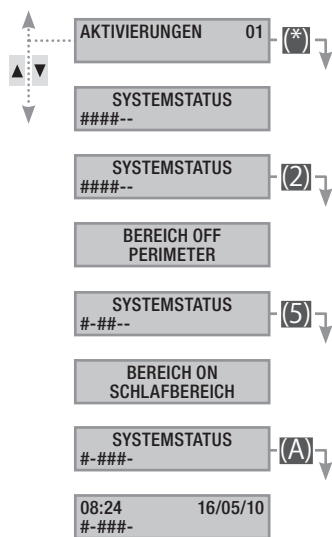 AKTIVIERUNGEN 01 (*)
▲ ▼
SYSTEMSTATUS
####--
SYSTEMSTATUS
####-- (2)
BEREICH OFF
PERIMETER
SYSTEMSTATUS
#-##-- (5)
BEREICH ON
SCHLAFBEREICH
SYSTEMSTATUS
#-###- (A)
08:24 16/05/10
#-###-